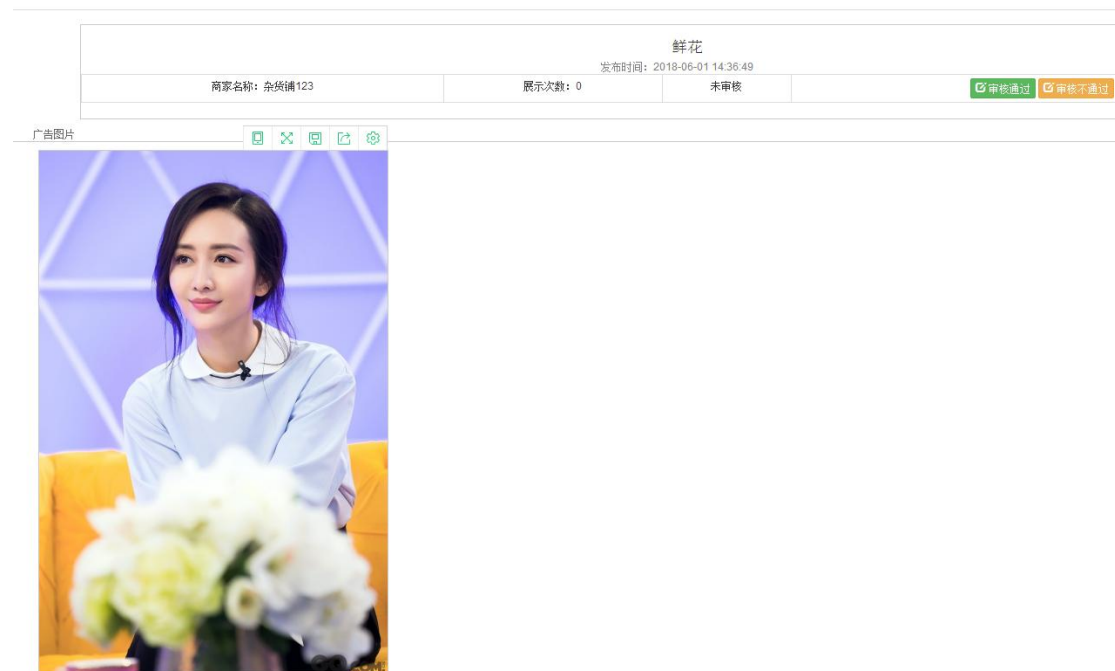 鲜花
发布时间：2018-06-01 14:36:49
商家名称：杂货铺123 展示次数：0 未审核 审核通过 审核不通过
广告图片